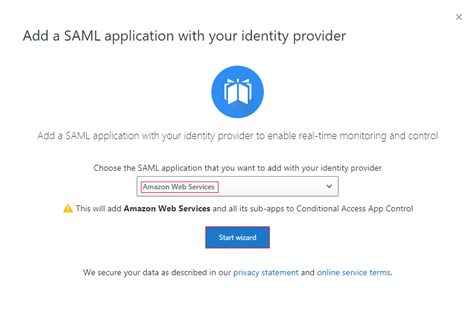 Add a SAML application with your identity provider
Add a SAML application with your identity provider to enable real-time monitoring and control
Choose the SAML application that you want to add with your identity provider
Amazon Web Services
This will add Amazon Web Services and all its sub-apps to Conditional Access App Control
Start wizard
We secure your data as described in our privacy statement and online service terms.